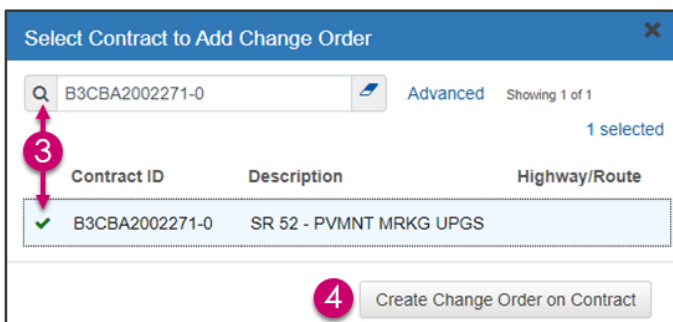 Select Contract to Add Change Order
B3CBA2002271-0 Advanced Showing 1 of 1
1 selected
3
Contract ID Description Highway/Route
B3CBA2002271-0 SR 52 - PVMNT MRKG UPGS
4 Create Change Order on Contract